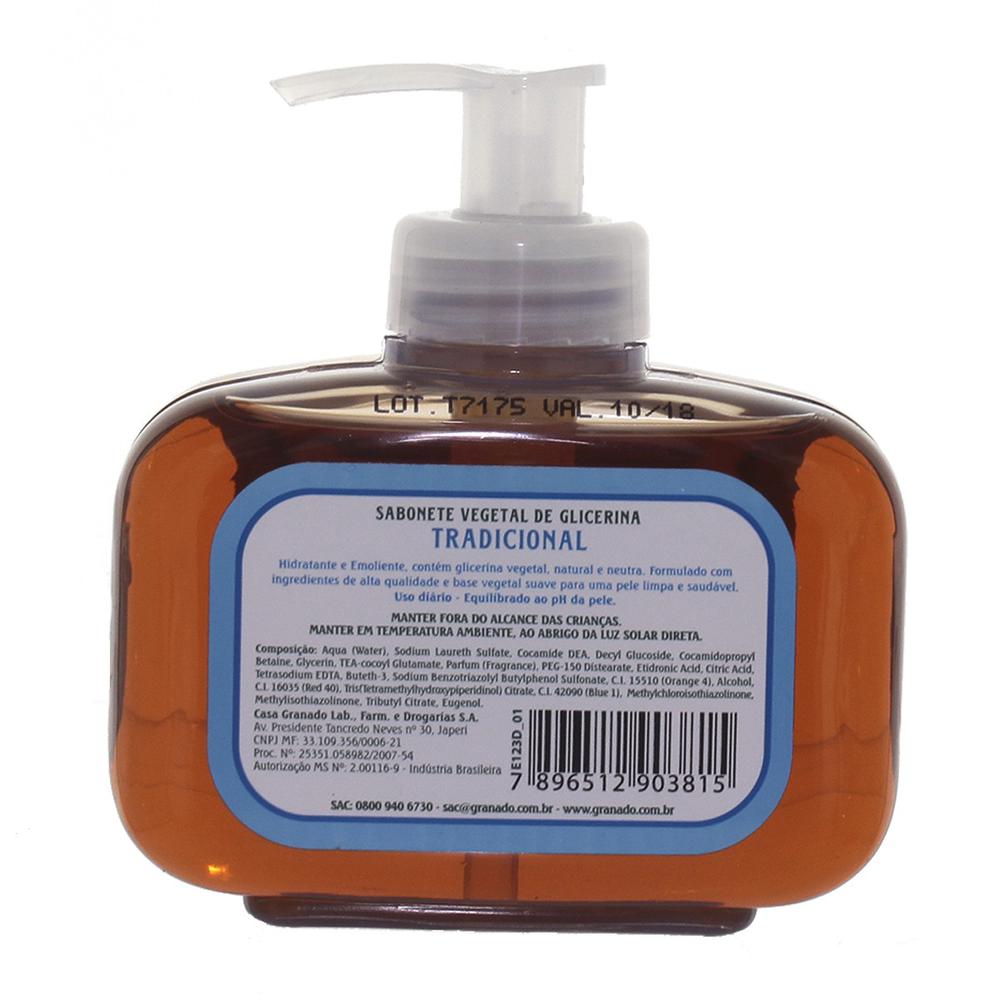 LOT.T7175 VAL.10/18
SABONETE VEGETAL DE GLICERINA
TRADICIONAL
Hidratante e Emoliente, contém glicerina vegetal, natural e neutra. Formulado com
ingredientes de alta qualidade e base vegetal suave para uma pele limpa e saudável.
Uso diário - Equilibrado ao pH da pele.
MANTER FORA DO ALCANCE DAS CRIANÇAS.
MANTER EM TEMPERATURA AMBIENTE, AO ABRIGO DA LUZ SOLAR DIRETA.
Composição: Aqua (Water), Sodium Laureth Sulfate, Cocamide DEA, Decyl Glucoside, Cocamidopropyl
Betaine, Glycerin, TEA-cocoyl Glutamate, Parfum (Fragrance), PEG-150 Distearate, Etidronic Acid, Citric Acid,
Tetrasodium EDTA, Buteth-3, Sodium Benzotriazolyl Butylphenol Sulfonate, C.I. 15510 (Orange 4), Alcohol,
C.I. 16035 (Red 40), Tris(Tetramethylhydroxypiperidinol) Citrate, C.I. 42090 (Blue 1), Methylchloroisothiazolinone,
Methylisothiazolinone, Tributyl Citrate, Eugenol.
Casa Granado Lab., Farm. e Drogarias S.A.
Av. Presidente Tancredo Neves nº 30, Japeri
CNPJ MF: 33.109.356/0006-21
Proc. Nº: 25351.058982/2007-54
Autorização MS Nº: 2.00116-9 - Indústria Brasileira
7E123D_01
7 896512 903815
SAC: 0800 940 6730 - sac@granado.com.br - www.granado.com.br